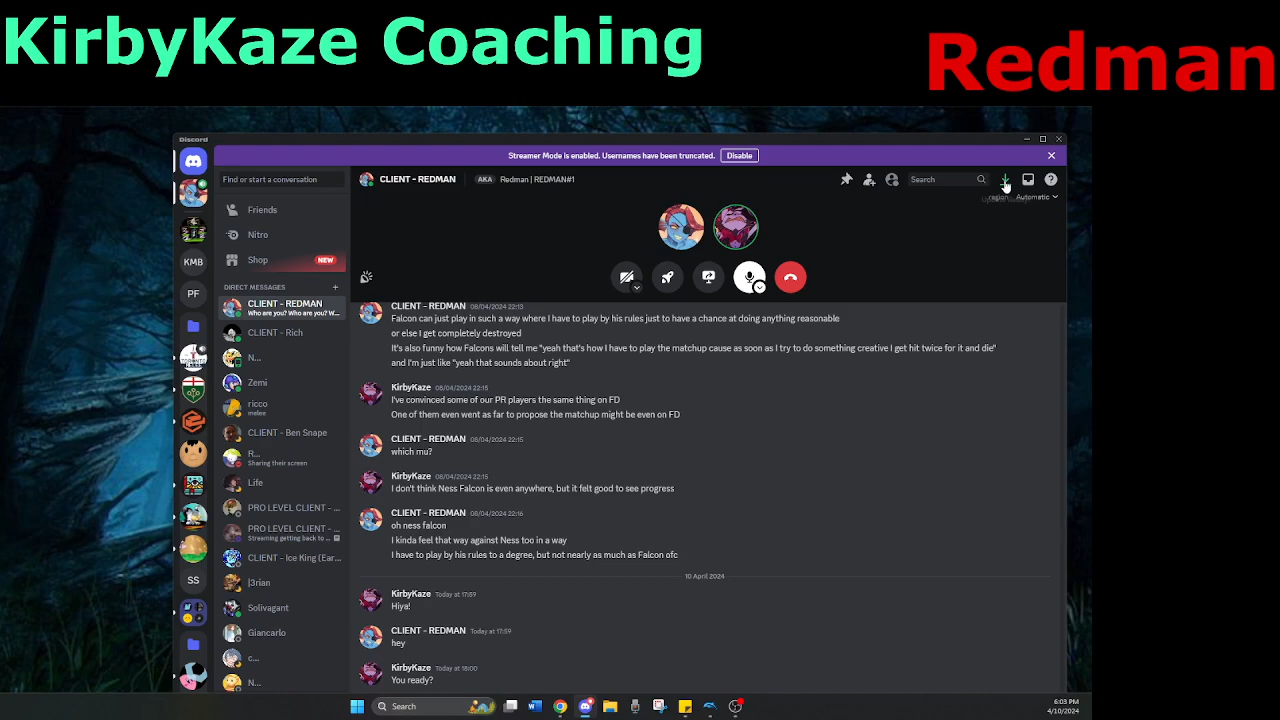 KirbyKaze Coaching
Redman
Discord
Streamer Mode is enabled. Usernames have been truncated.
Disable
Find or start a conversation
CLIENT - REDMAN
AKA
Redman | REDMAN#1
Search
region
Automatic
Friends
Nitro
Shop
NEW
DIRECT MESSAGES
CLIENT - REDMAN
Who are you? Who are you? W...
CLIENT - Rich
N...
Zemi
ricco
melee
CLIENT - Ben Snape
R...
Sharing their screen
Life
PRO LEVEL CLIENT - ...
PRO LEVEL CLIENT - ...
Streaming getting back to ...
CLIENT - Ice King (Ear...
|3rian
Solivagant
Giancarlo
c...
N...
KMB
PF
SS
CLIENT - REDMAN 08/04/2024 22:13
Falcon can just play in such a way where I have to play by his rules just to have a chance at doing anything reasonable
or else I get completely destroyed
It's also funny how Falcons will tell me "yeah that's how I have to play the matchup cause as soon as I try to do something creative I get hit twice for it and die"
and I'm just like "yeah that sounds about right"
KirbyKaze 08/04/2024 22:15
I've convinced some of our PR players the same thing on FD
One of them even went as far to propose the matchup might be even on FD
CLIENT - REDMAN 08/04/2024 22:15
which mu?
KirbyKaze 08/04/2024 22:15
I don't think Ness Falcon is even anywhere, but it felt good to see progress
CLIENT - REDMAN 08/04/2024 22:16
oh ness falcon
I kinda feel that way against Ness too in a way
I have to play by his rules to a degree, but not nearly as much as Falcon ofc
10 April 2024
KirbyKaze Today at 17:59
Hiya!
CLIENT - REDMAN Today at 17:59
hey
KirbyKaze Today at 18:00
You ready?
Search
6:03 PM
4/10/2024